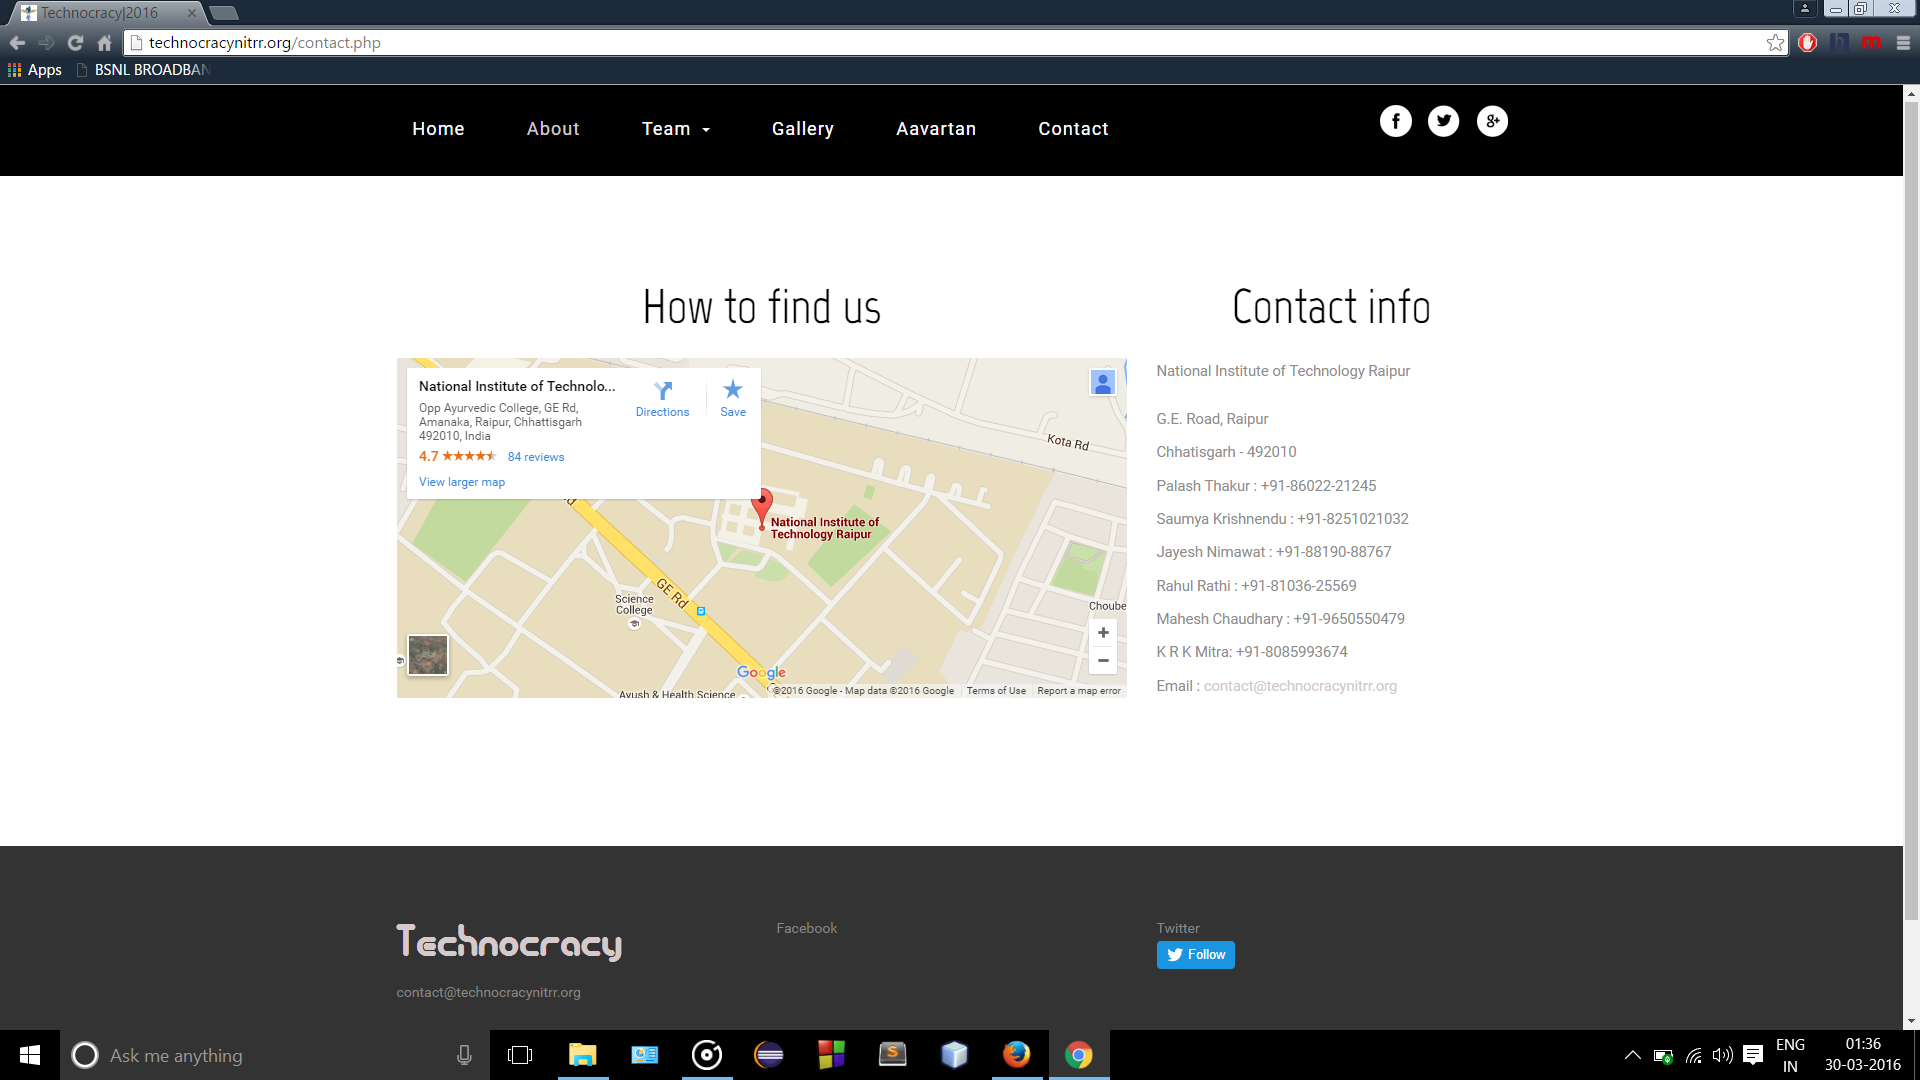 Technocracy|2016
technocracynitrr.org/contact.php
Apps
BSNL BROADBAN
Home
About
Team
Gallery
Aavartan
Contact
How to find us
Contact info
National Institute of Technolo...
Opp Ayurvedic College, GE Rd,
Amanaka, Raipur, Chhattisgarh
492010, India
4.7
84 reviews
View larger map
Directions
Save
Kota Rd
National Institute of
Technology Raipur
GE Rd
Science
College
Choube
Ayush & Health Science
Google
©2016 Google - Map data ©2016 Google
Terms of Use
Report a map error
National Institute of Technology Raipur
G.E. Road, Raipur
Chhatisgarh - 492010
Palash Thakur : +91-86022-21245
Saumya Krishnendu : +91-8251021032
Jayesh Nimawat : +91-88190-88767
Rahul Rathi : +91-81036-25569
Mahesh Chaudhary : +91-9650550479
K R K Mitra: +91-8085993674
Email : contact@technocracynitrr.org
Technocracy
contact@technocracynitrr.org
Facebook
Twitter
Follow
Ask me anything
ENG
IN
01:36
30-03-2016